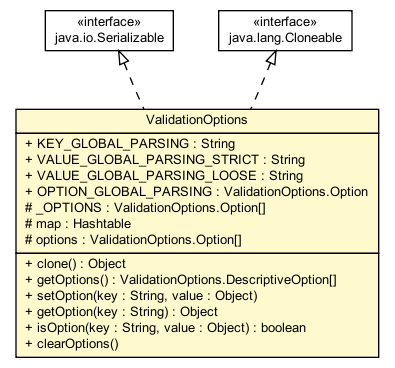 «interface»
java.io.Serializable
«interface»
java.lang.Cloneable
ValidationOptions
+ KEY_GLOBAL_PARSING : String
+ VALUE_GLOBAL_PARSING_STRICT : String
+ VALUE_GLOBAL_PARSING_LOOSE : String
+ OPTION_GLOBAL_PARSING : ValidationOptions.Option
# _OPTIONS : ValidationOptions.Option[]
# map : Hashtable
# options : ValidationOptions.Option[]
+ clone() : Object
+ getOptions() : ValidationOptions.DescriptiveOption[]
+ setOption(key : String, value : Object)
+ getOption(key : String) : Object
+ isOption(key : String, value : Object) : boolean
+ clearOptions()